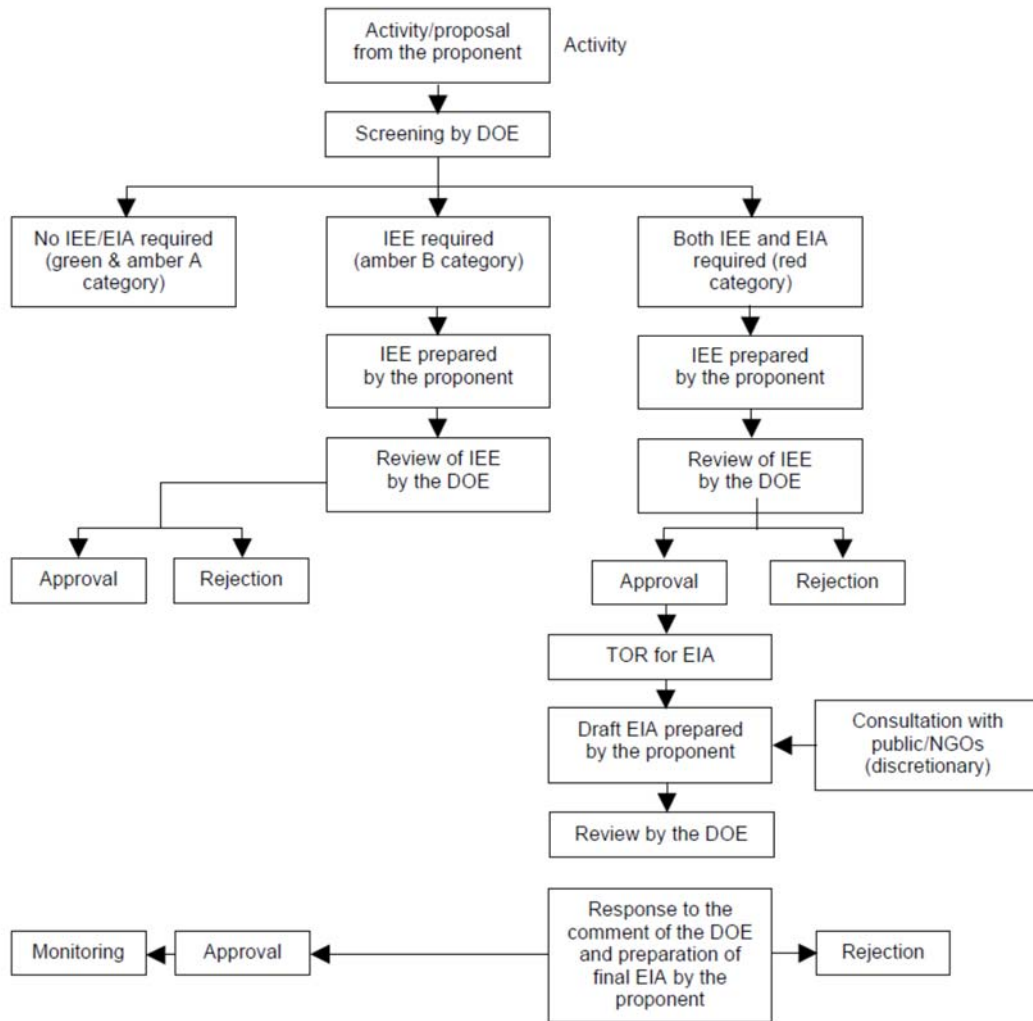 Activity/proposal
from the proponent
Activity
Screening by DOE
No IEE/EIA required
(green & amber A
category)
IEE required
(amber B category)
Both IEE and EIA
required (red
category)
IEE prepared
by the proponent
IEE prepared
by the proponent
Review of IEE
by the DOE
Review of IEE
by the DOE
Approval
Rejection
Approval
Rejection
TOR for EIA
Draft EIA prepared
by the proponent
Consultation with
public/NGOs
(discretionary)
Review by the DOE
Monitoring
Approval
Response to the
comment of the DOE
and preparation of
final EIA by the
proponent
Rejection